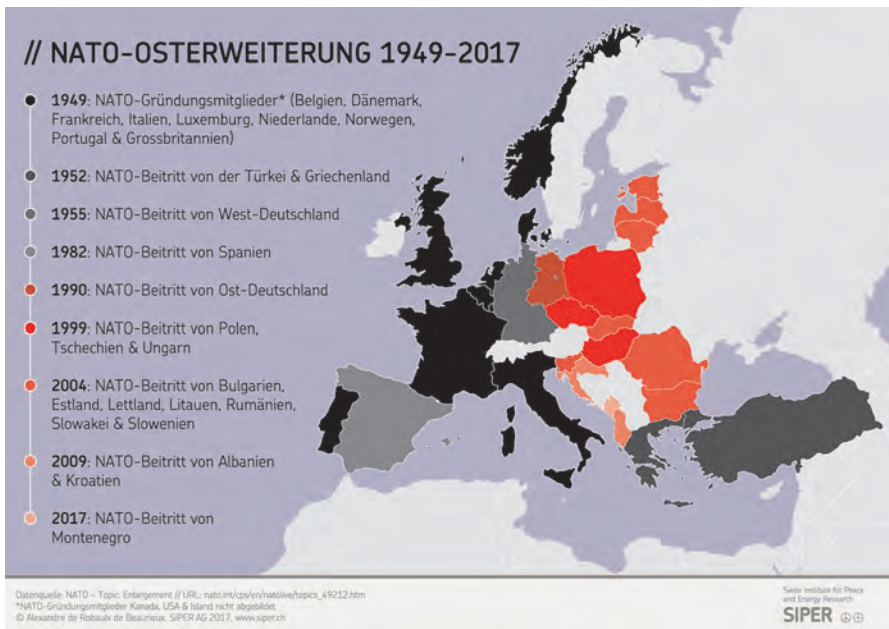 // NATO-OSTERWEITERUNG 1949–2017
1949: NATO-Gründungsmitglieder* (Belgien, Dänemark,
Frankreich, Italien, Luxemburg, Niederlande, Norwegen,
Portugal & Grossbritannien)
1952: NATO-Beitritt von der Türkei & Griechenland
1955: NATO-Beitritt von West-Deutschland
1982: NATO-Beitritt von Spanien
1990: NATO-Beitritt von Ost-Deutschland
1999: NATO-Beitritt von Polen,
Tschechien & Ungarn
2004: NATO-Beitritt von Bulgarien,
Estland, Lettland, Litauen, Rumänien,
Slowakei & Slowenien
2009: NATO-Beitritt von Albanien
& Kroatien
2017: NATO-Beitritt von
Montenegro
Datenquelle: NATO – Topic: Enlargement // URL: nato.int/cps/en/natolive/topics_49212.htm
*NATO-Gründungsmitglieder Kanada, USA & Island nicht abgebildet
© Alexandre de Robaulx de Beaurieux, SIPER AG 2017, www.siper.ch
Swiss Institute for Peace
and Energy Research
SIPER